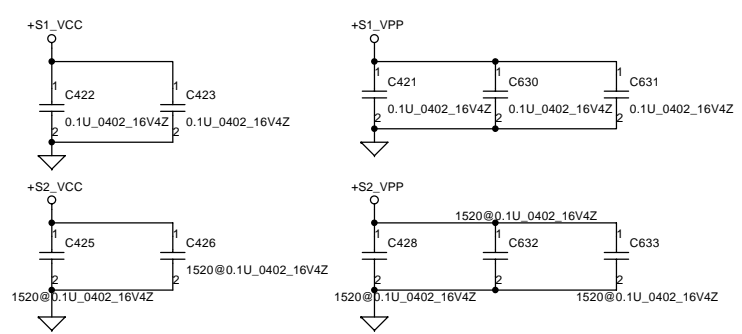 +S1_VCC
1
C422
0.1U_0402_16V4Z
2
1
C423
0.1U_0402_16V4Z
2
+S1_VPP
1
C421
0.1U_0402_16V4Z
2
1
C630
0.1U_0402_16V4Z
2
1
C631
0.1U_0402_16V4Z
2
+S2_VCC
1
C425
2
1520@0.1U_0402_16V4Z
1
C426
1520@0.1U_0402_16V4Z
2
+S2_VPP
1
C428
2
1520@0.1U_0402_16V4Z
1520@0.1U_0402_16V4Z
1
C632
2
1
C633
2
1520@0.1U_0402_16V4Z